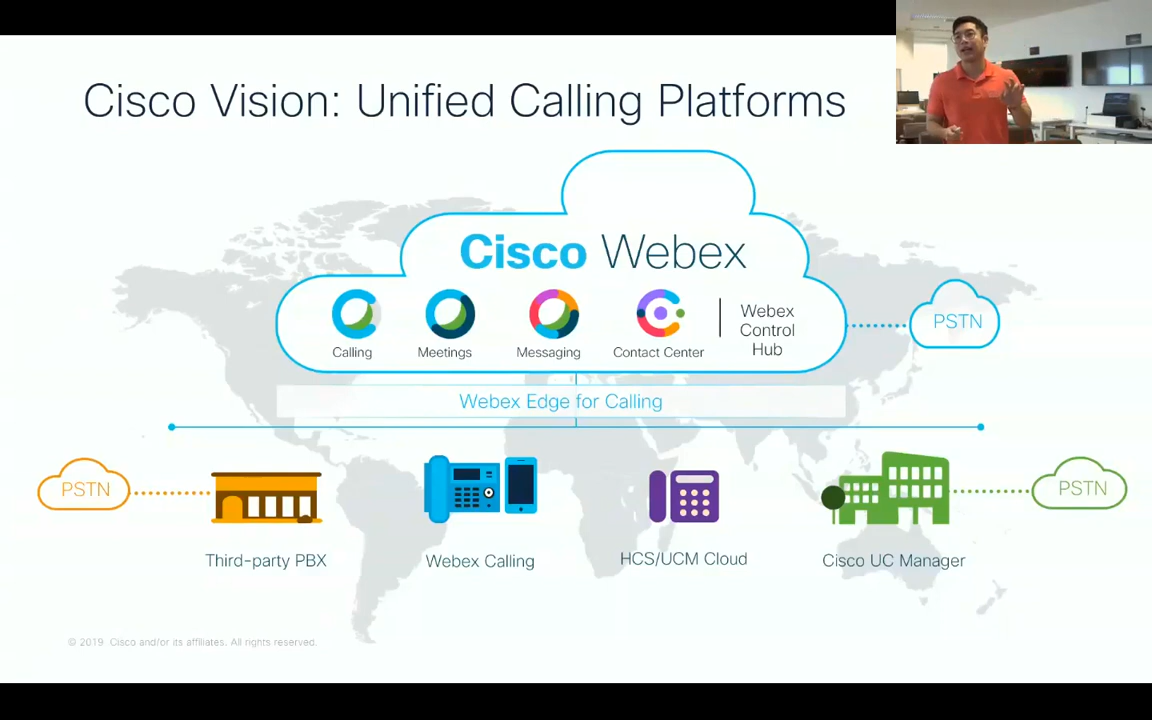 Cisco Vision: Unified Calling Platforms
Cisco Webex
Calling
Meetings
Messaging
Contact Center
Webex
Control
Hub
PSTN
Webex Edge for Calling
PSTN
PSTN
Third-party PBX
Webex Calling
HCS/UCM Cloud
Cisco UC Manager
© 2019 Cisco and/or its affiliates. All rights reserved.